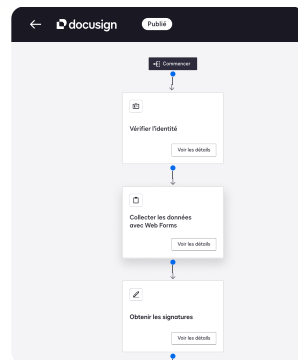 docusign Publié
Commencer
Vérifier l'identité
Voir les détails
Collecter les données
avec Web Forms
Voir les détails
Obtenir les signatures
Voir les détails